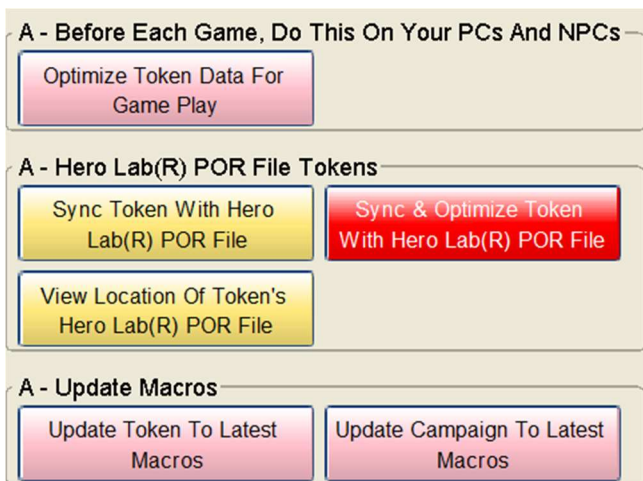 A - Before Each Game, Do This On Your PCs And NPCs
Optimize Token Data For
Game Play
A - Hero Lab(R) POR File Tokens
Sync Token With Hero
Lab(R) POR File
Sync & Optimize Token
With Hero Lab(R) POR File
View Location Of Token's
Hero Lab(R) POR File
A - Update Macros
Update Token To Latest
Macros
Update Campaign To Latest
Macros